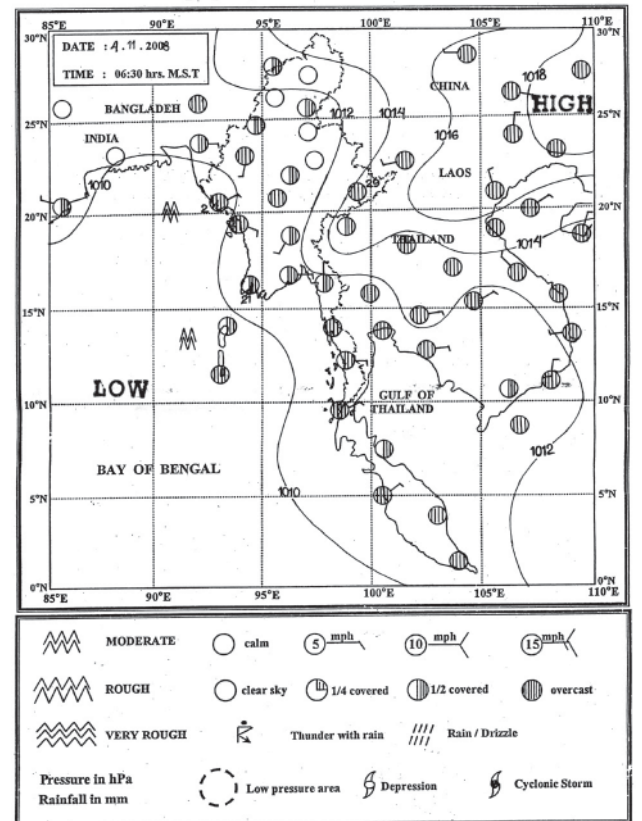 85°E 90°E 95°E 100°E 105°E 110°E
30°N 30°N
DATE : 4.11.2008
TIME : 06:30 hrs. M.S.T
CHINA
1018
HIGH
BANGLADEH
1012
1014
1016
25°N 25°N
INDIA
LAOS
1010
29
20°N 20°N
2
THAILAND
1014
21
15°N 15°N
LOW
10°N 10°N
GULF OF
THAILAND
1012
BAY OF BENGAL
1010
5°N 5°N
0°N 0°N
85°E 90°E 95°E 100°E 105°E 110°E
MODERATE calm 5 mph 10 mph 15 mph
ROUGH clear sky 1/4 covered 1/2 covered overcast
VERY ROUGH Thunder with rain Rain / Drizzle
Pressure in hPa
Rainfall in mm
Low pressure area Depression Cyclonic Storm